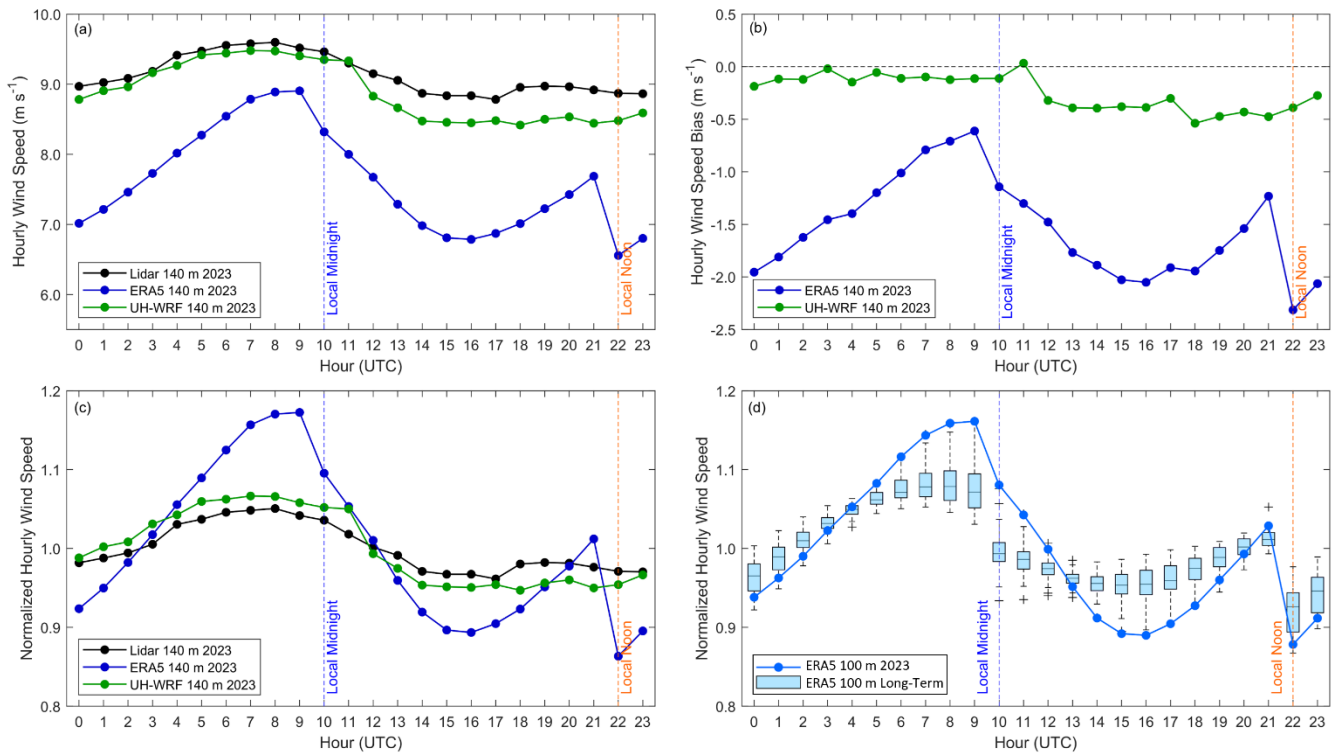 (a)
Hourly Wind Speed (m s⁻¹)
10.0
9.0
8.0
7.0
6.0
Lidar 140 m 2023
ERA5 140 m 2023
UH-WRF 140 m 2023
Local Midnight
Local Noon
0 1 2 3 4 5 6 7 8 9 10 11 12 13 14 15 16 17 18 19 20 21 22 23
Hour (UTC)
(b)
Hourly Wind Speed Bias (m s⁻¹)
0.0
-0.5
-1.0
-1.5
-2.0
-2.5
ERA5 140 m 2023
UH-WRF 140 m 2023
Local Midnight
Local Noon
0 1 2 3 4 5 6 7 8 9 10 11 12 13 14 15 16 17 18 19 20 21 22 23
Hour (UTC)
(c)
Normalized Hourly Wind Speed
1.2
1.1
1.0
0.9
0.8
Lidar 140 m 2023
ERA5 140 m 2023
UH-WRF 140 m 2023
Local Midnight
Local Noon
0 1 2 3 4 5 6 7 8 9 10 11 12 13 14 15 16 17 18 19 20 21 22 23
Hour (UTC)
(d)
Normalized Hourly Wind Speed
1.2
1.1
1.0
0.9
0.8
ERA5 100 m 2023
ERA5 100 m Long-Term
Local Midnight
Local Noon
0 1 2 3 4 5 6 7 8 9 10 11 12 13 14 15 16 17 18 19 20 21 22 23
Hour (UTC)